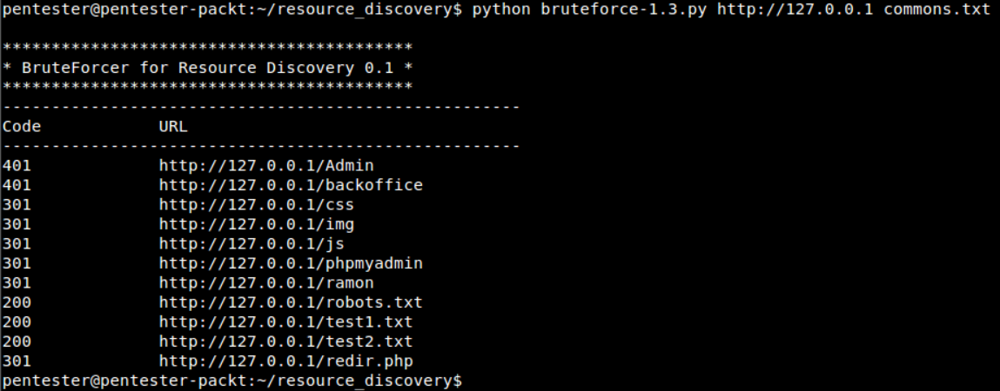 pentester@pentester-packt:~/resource_discovery$ python bruteforce-1.3.py http://127.0.0.1 commons.txt
******************************************
* BruteForcer for Resource Discovery 0.1 *
******************************************
-----------------------------------------------------
Code URL
-----------------------------------------------------
401 http://127.0.0.1/Admin
401 http://127.0.0.1/backoffice
301 http://127.0.0.1/css
301 http://127.0.0.1/img
301 http://127.0.0.1/js
301 http://127.0.0.1/phpmyadmin
301 http://127.0.0.1/ramon
200 http://127.0.0.1/robots.txt
200 http://127.0.0.1/test1.txt
200 http://127.0.0.1/test2.txt
301 http://127.0.0.1/redir.php
pentester@pentester-packt:~/resource_discovery$